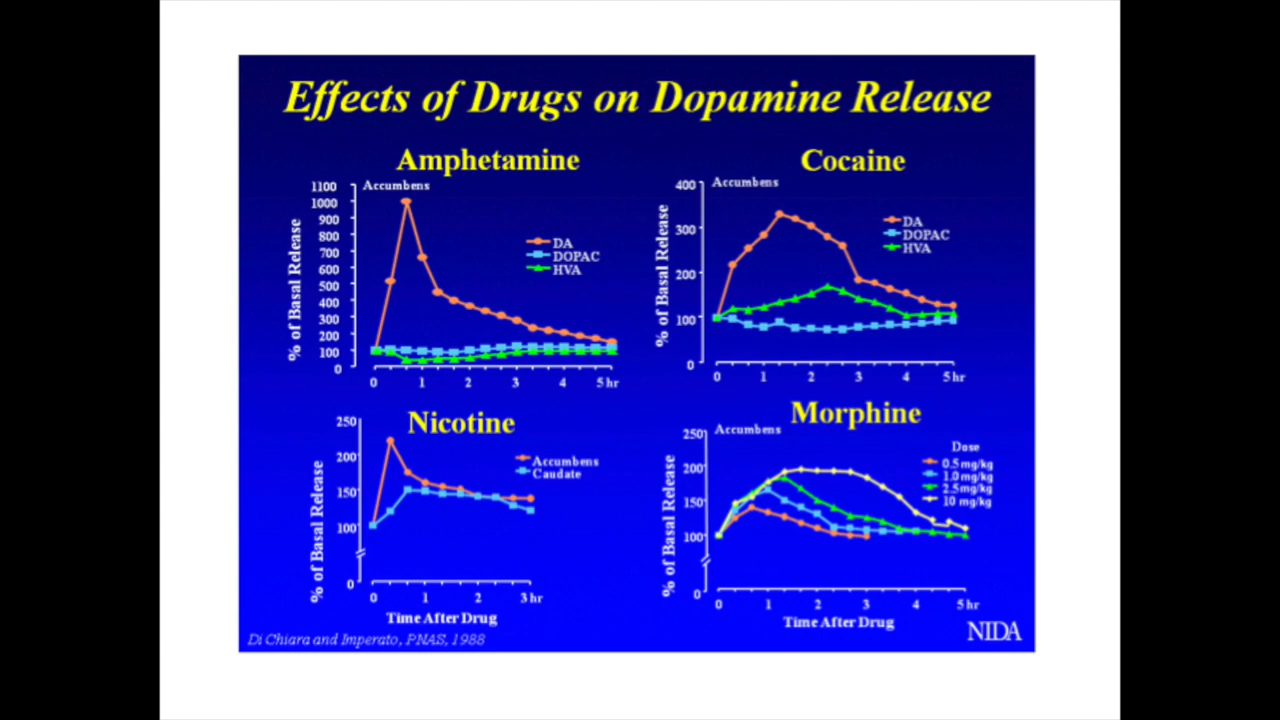 Effects of Drugs on Dopamine Release
Amphetamine
1100
1000
900
800
700
600
500
400
300
200
100
0
% of Basal Release
Accumbens
DA
DOPAC
HVA
0 1 2 3 4 5 hr
Cocaine
400
300
200
100
0
% of Basal Release
Accumbens
DA
DOPAC
HVA
0 1 2 3 4 5 hr
Nicotine
250
200
150
100
0
% of Basal Release
Accumbens
Caudate
0 1 2 3 hr
Time After Drug
Morphine
250
200
150
100
0
% of Basal Release
Accumbens
Dose
0.5 mg/kg
1.0 mg/kg
2.5 mg/kg
10 mg/kg
0 1 2 3 4 5 hr
Time After Drug
Di Chiara and Imperato, PNAS, 1988
NIDA